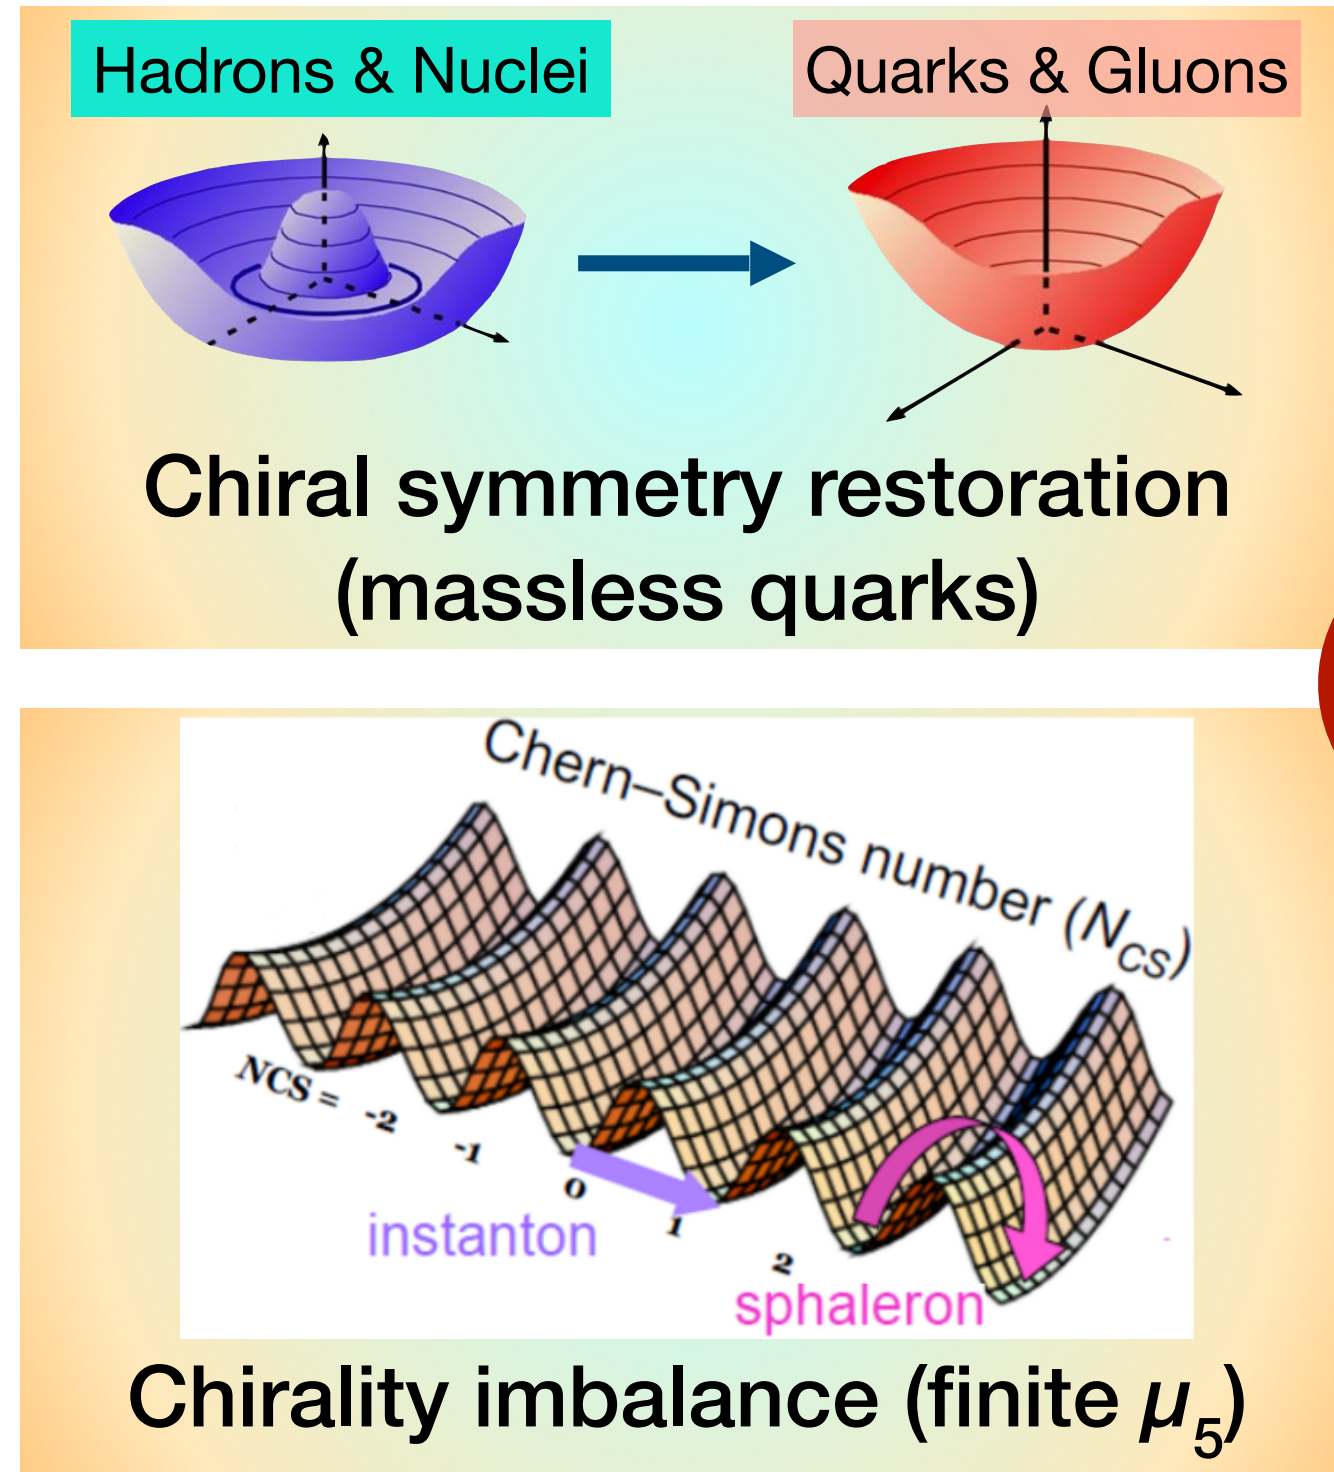 Hadrons & Nuclei
Quarks & Gluons
Chiral symmetry restoration
(massless quarks)
Chern–Simons number (N_CS)
NCS = -2 -1 0 1 2
instanton
sphaleron
Chirality imbalance (finite μ₅)